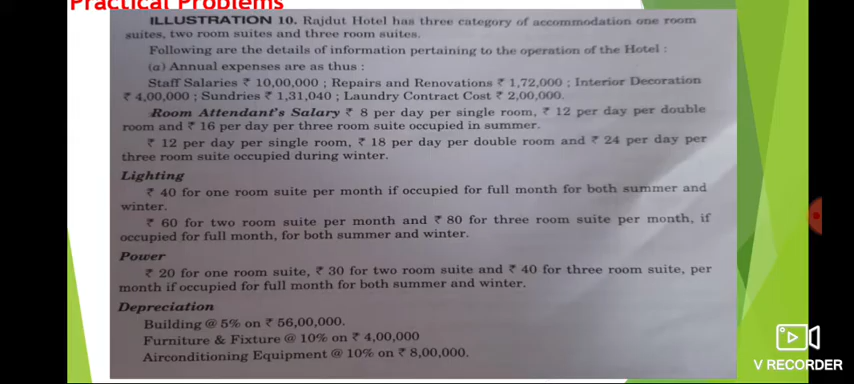 Practical Problems
ILLUSTRATION 10. Rajdut Hotel has three category of accommodation one room
suites, two room suites and three room suites.
Following are the details of information pertaining to the operation of the Hotel :
(a) Annual expenses are as thus :
Staff Salaries ₹ 10,00,000 ; Repairs and Renovations ₹ 1,72,000 ; Interior Decoration
₹ 4,00,000 ; Sundries ₹ 1,31,040 ; Laundry Contract Cost ₹ 2,00,000.
Room Attendant's Salary ₹ 8 per day per single room, ₹ 12 per day per double
room and ₹ 16 per day per three room suite occupied in summer.
₹ 12 per day per single room, ₹ 18 per day per double room and ₹ 24 per day per
three room suite occupied during winter.
Lighting
₹ 40 for one room suite per month if occupied for full month for both summer and
winter.
₹ 60 for two room suite per month and ₹ 80 for three room suite per month, if
occupied for full month, for both summer and winter.
Power
₹ 20 for one room suite, ₹ 30 for two room suite and ₹ 40 for three room suite, per
month if occupied for full month for both summer and winter.
Depreciation
Building @ 5% on ₹ 56,00,000.
Furniture & Fixture @ 10% on ₹ 4,00,000
Airconditioning Equipment @ 10% on ₹ 8,00,000.
V RECORDER